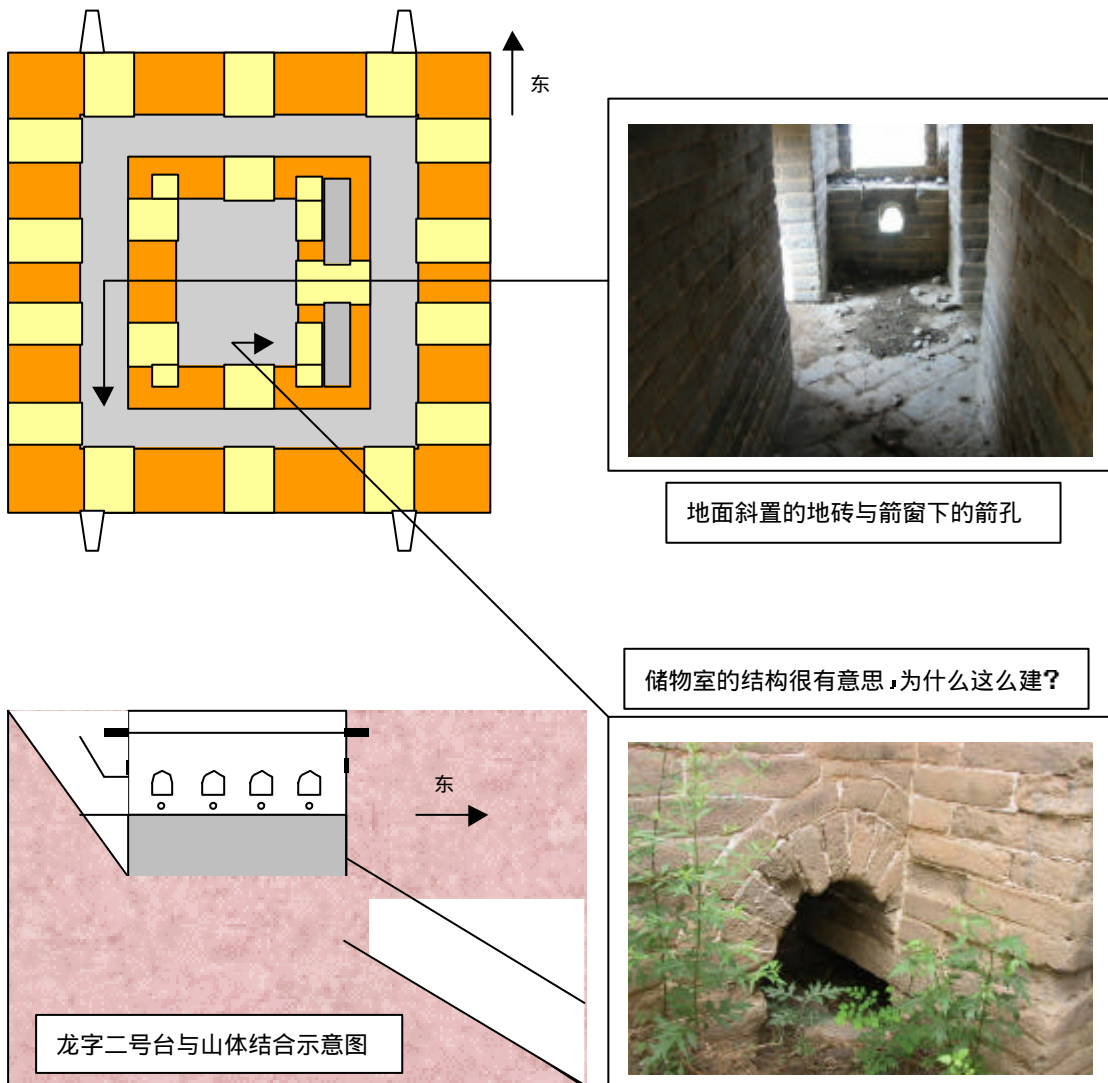 东
地面斜置的地砖与箭窗下的箭孔
储物室的结构很有意思,为什么这么建?
东
龙字二号台与山体结合示意图